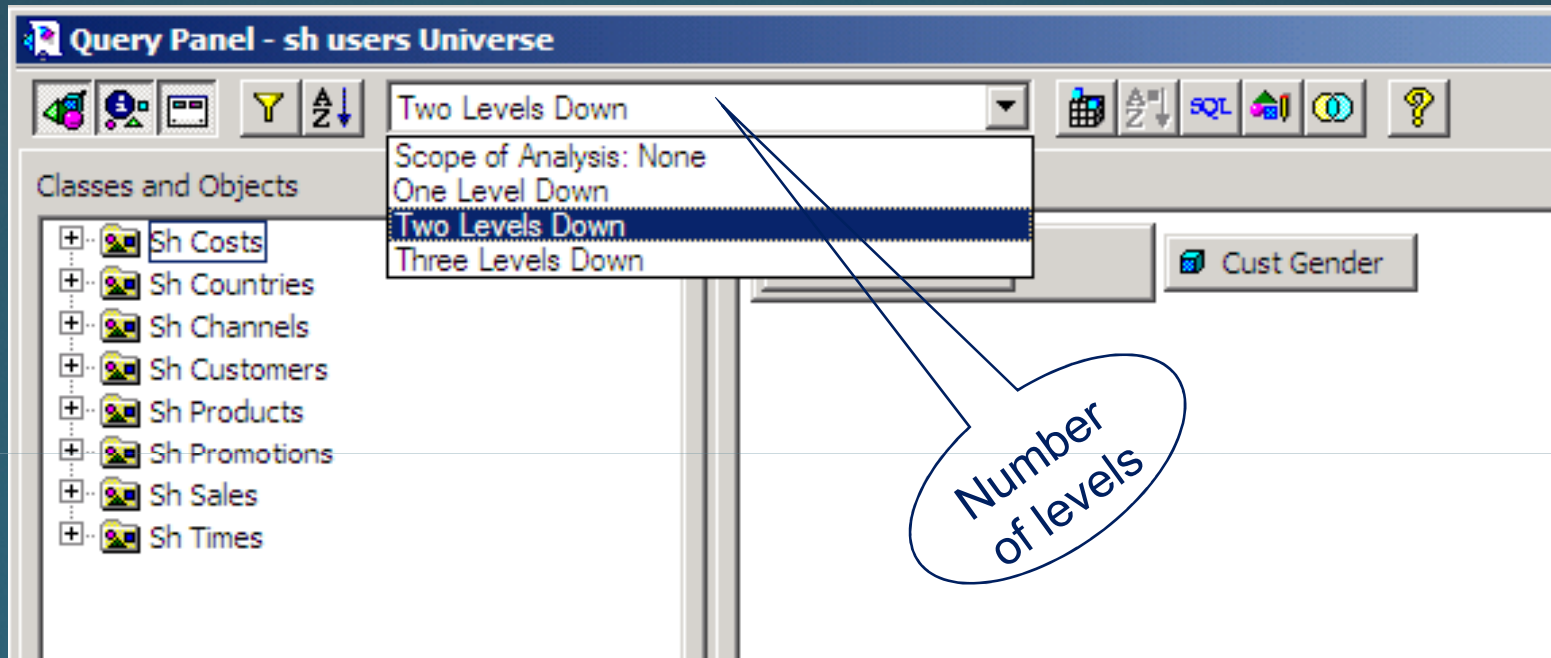 Query Panel - sh users Universe
A
Z
Two Levels Down
A
Z
SQL
?
Scope of Analysis: None
One Level Down
Two Levels Down
Three Levels Down
Classes and Objects
Sh Costs
Sh Countries
Sh Channels
Sh Customers
Sh Products
Sh Promotions
Sh Sales
Sh Times
Cust Gender
Number
of levels